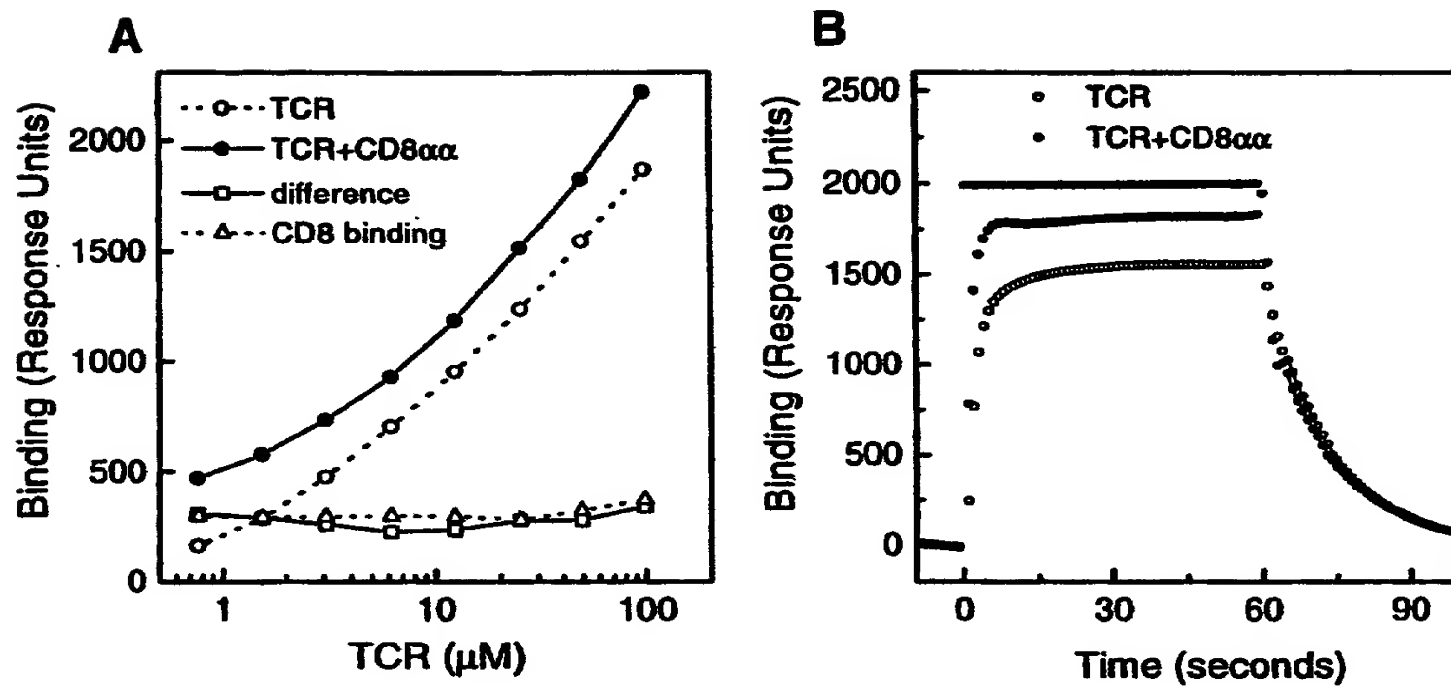 A
Binding (Response Units)
2000
1500
1000
500
0
TCR
TCR+CD8αα
difference
CD8 binding
1
10
100
TCR (μM)
B
Binding (Response Units)
2500
2000
1500
1000
500
0
TCR
TCR+CD8αα
0
30
60
90
Time (seconds)